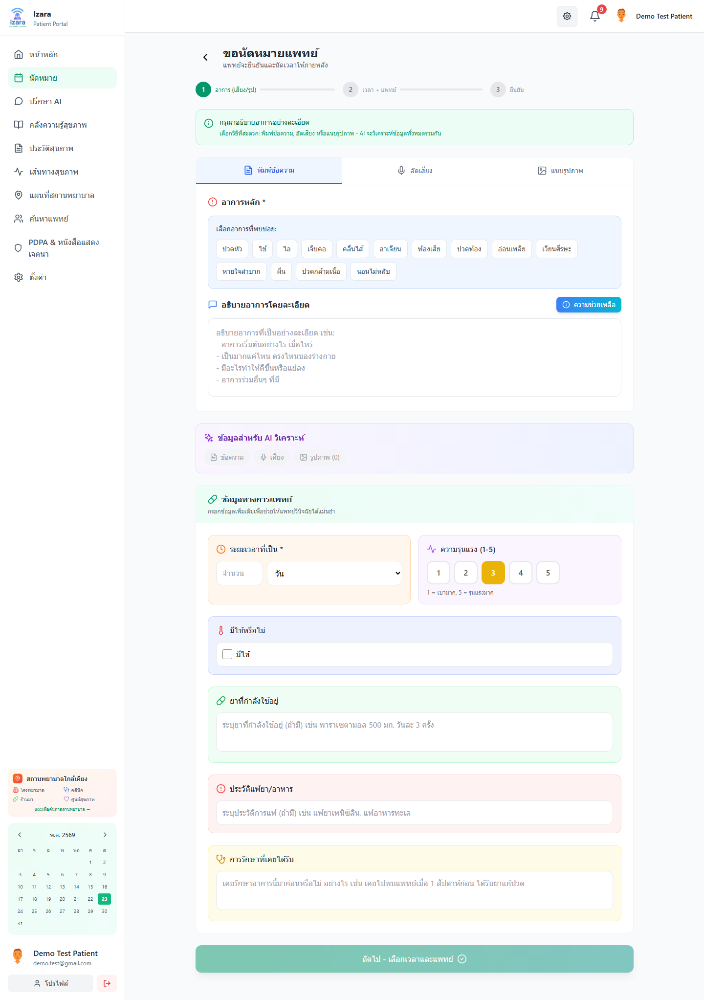 izara
Izara
Patient Portal
9
Demo Test Patient
หน้าหลัก
นัดหมาย
ปรึกษา AI
คลังความรู้สุขภาพ
ประวัติสุขภาพ
เส้นทางสุขภาพ
แผนที่สถานพยาบาล
ค้นหาแพทย์
PDPA & หนังสือแสดง
เจตนา
ตั้งค่า
ขอนัดหมายแพทย์
แพทย์จะยืนยันและนัดเวลาให้ภายหลัง
1 อาการ (เสียง/รูป) 2 เวลา + แพทย์ 3 ยืนยัน
กรุณาอธิบายอาการอย่างละเอียด
เลือกวิธีที่สะดวก: พิมพ์ข้อความ, อัดเสียง หรือแนบรูปภาพ - AI จะวิเคราะห์ข้อมูลทั้งหมดรวมกัน
พิมพ์ข้อความ อัดเสียง แนบรูปภาพ
อาการหลัก *
เลือกอาการที่พบบ่อย:
ปวดหัว ไข้ ไอ เจ็บคอ คลื่นไส้ อาเจียน ท้องเสีย ปวดท้อง อ่อนเพลีย เวียนศีรษะ
หายใจลำบาก ผื่น ปวดกล้ามเนื้อ นอนไม่หลับ
อธิบายอาการโดยละเอียด
ความช่วยเหลือ
อธิบายอาการที่เป็นอย่างละเอียด เช่น:
- อาการเริ่มต้นอย่างไร เมื่อไหร่
- เป็นมากแค่ไหน ตรงไหนของร่างกาย
- มีอะไรทำให้ดีขึ้นหรือแย่ลง
- อาการร่วมอื่นๆ ที่มี
ข้อมูลสำหรับ AI วิเคราะห์
ข้อความ เสียง รูปภาพ (0)
ข้อมูลทางการแพทย์
กรอกข้อมูลเพิ่มเติมเพื่อช่วยให้แพทย์วินิจฉัยได้แม่นยำ
ระยะเวลาที่เป็น *
จำนวน วัน
ความรุนแรง (1-5)
1 2 3 4 5
1 = เบามาก, 5 = รุนแรงมาก
มีไข้หรือไม่
มีไข้
ยาที่กำลังใช้อยู่
ระบุยาที่กำลังใช้อยู่ (ถ้ามี) เช่น พาราเซตามอล 500 มก. วันละ 3 ครั้ง
ประวัติแพ้ยา/อาหาร
ระบุประวัติการแพ้ (ถ้ามี) เช่น แพ้ยาเพนิซิลิน, แพ้อาหารทะเล
การรักษาที่เคยได้รับ
เคยรักษาอาการนี้มาก่อนหรือไม่ อย่างไร เช่น เคยไปพบแพทย์เมื่อ 1 สัปดาห์ก่อน ได้รับยาแก้ปวด
ถัดไป - เลือกเวลาและแพทย์
สถานพยาบาลใกล้เคียง
โรงพยาบาล คลินิก
ร้านยา ศูนย์สุขภาพ
แตะเพื่อค้นหาสถานพยาบาล →
พ.ค. 2569
อา จ อ พ พฤ ศ ส
1 2
3 4 5 6 7 8 9
10 11 12 13 14 15 16
17 18 19 20 21 22 23
24 25 26 27 28 29 30
31
Demo Test Patient
demo.test@gmail.com
โปรไฟล์